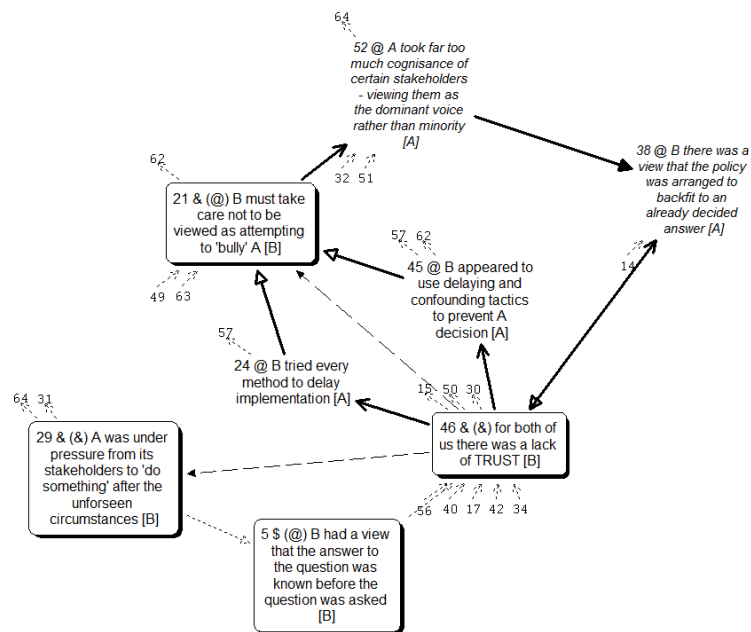 64
52 @ A took far too
much cognisance of
certain stakeholders
- viewing them as
the dominant voice
rather than minority
[A]
38 @ B there was a
view that the policy
was arranged to
backfit to an
already decided
answer [A]
62
32 51
21 & (@) B must take
care not to be
viewed as attempting
to 'bully' A [B]
57 62
14
45 @ B appeared to
use delaying and
confounding tactics
to prevent A
decision [A]
49 63
57
24 @ B tried every
method to delay
implementation [A]
15 50 30
64 31
46 & (&) for both of
us there was a lack
of TRUST [B]
29 & (&) A was under
pressure from its
stakeholders to 'do
something' after the
unforseen
circumstances [B]
56 40 17 42 34
5 $ (@) B had a view
that the answer to
the question was
known before the
question was asked
[B]